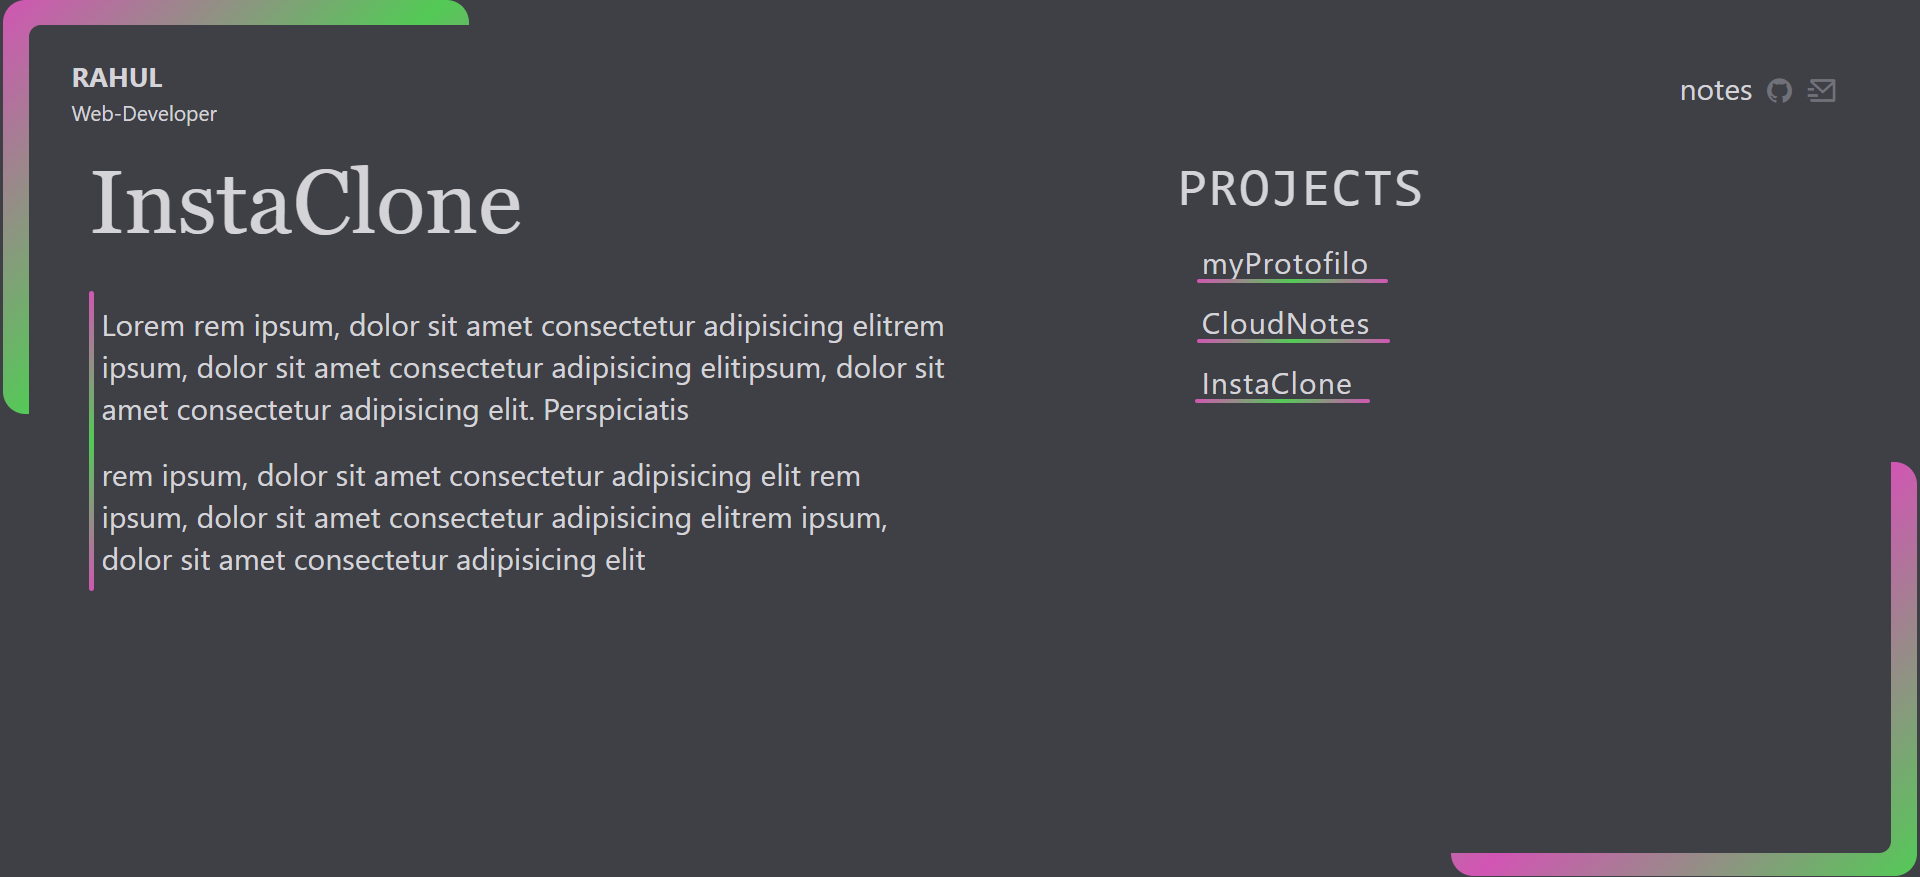 RAHUL
Web-Developer
notes
InstaClone
Lorem rem ipsum, dolor sit amet consectetur adipisicing elitrem
ipsum, dolor sit amet consectetur adipisicing elitipsum, dolor sit
amet consectetur adipisicing elit. Perspiciatis
rem ipsum, dolor sit amet consectetur adipisicing elit rem
ipsum, dolor sit amet consectetur adipisicing elitrem ipsum,
dolor sit amet consectetur adipisicing elit
PROJECTS
myProtofilo
CloudNotes
InstaClone